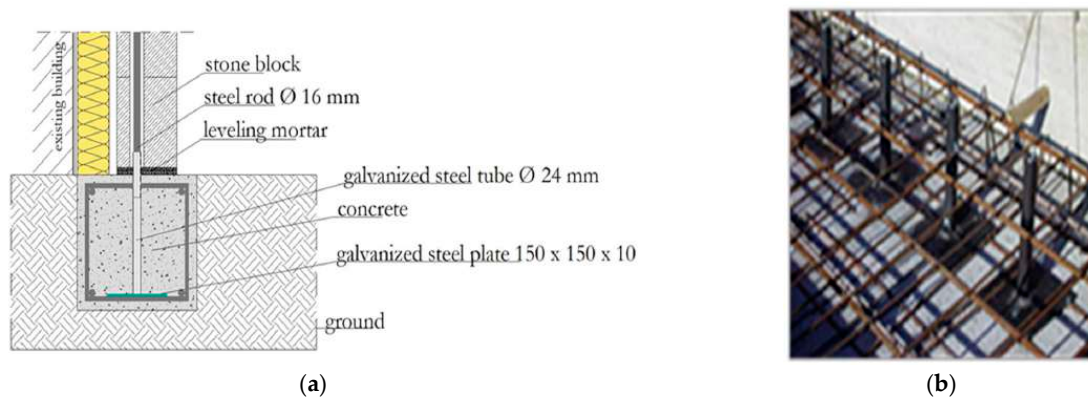 existing building
stone block
steel rod Ø 16 mm
leveling mortar
galvanized steel tube Ø 24 mm
concrete
galvanized steel plate 150 x 150 x 10
ground
(a)
(b)